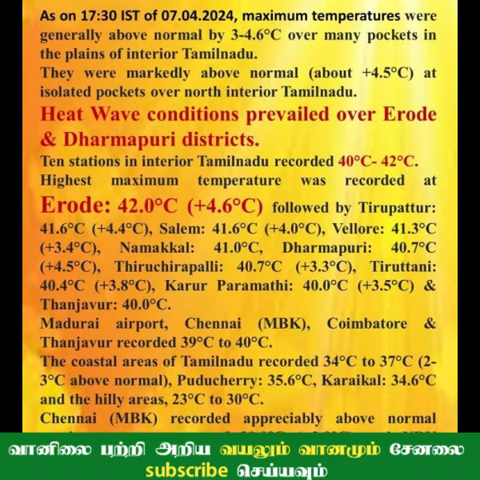 As on 17:30 IST of 07.04.2024, maximum temperatures were
generally above normal by 3-4.6°C over many pockets in
the plains of interior Tamilnadu.
They were markedly above normal (about +4.5°C) at
isolated pockets over north interior Tamilnadu.
Heat Wave conditions prevailed over Erode
& Dharmapuri districts.
Ten stations in interior Tamilnadu recorded 40°C- 42°C.
Highest maximum temperature was recorded at
Erode: 42.0°C (+4.6°C) followed by Tirupattur:
41.6°C (+4.4°C), Salem: 41.6°C (+4.0°C), Vellore: 41.3°C
(+3.4°C), Namakkal: 41.0°C, Dharmapuri: 40.7°C
(+4.5°C), Thiruchirapalli: 40.7°C (+3.3°C), Tiruttani:
40.4°C (+3.8°C), Karur Paramathi: 40.0°C (+3.5°C) &
Thanjavur: 40.0°C.
Madurai airport, Chennai (MBK), Coimbatore &
Thanjavur recorded 39°C to 40°C.
The coastal areas of Tamilnadu recorded 34°C to 37°C (2-
3°C above normal), Puducherry: 35.6°C, Karaikal: 34.6°C
and the hilly areas, 23°C to 30°C.
Chennai (MBK) recorded appreciably above normal
வானிலை பற்றி அறிய வயலும் வானமும் சேனலை
subscribe செய்யவும்